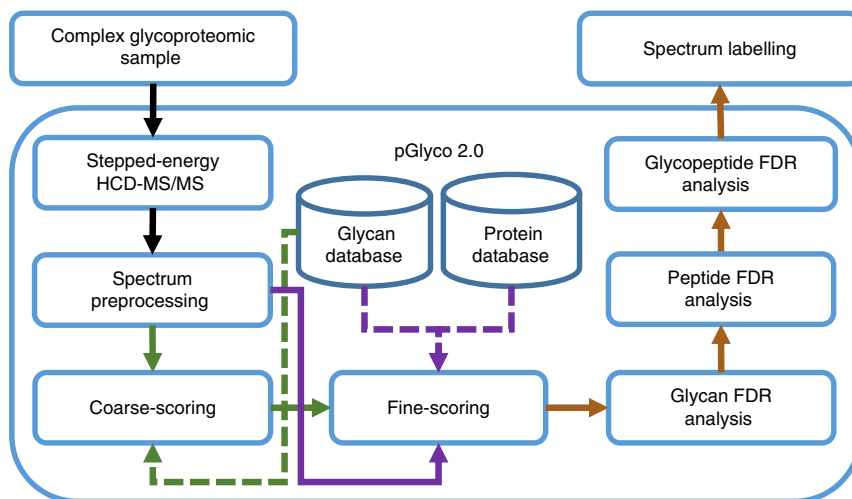 Complex glycoproteomic
sample
Spectrum labelling
pGlyco 2.0
Stepped-energy
HCD-MS/MS
Glycopeptide FDR
analysis
Glycan
database
Protein
database
Spectrum
preprocessing
Peptide FDR
analysis
Coarse-scoring
Fine-scoring
Glycan FDR
analysis